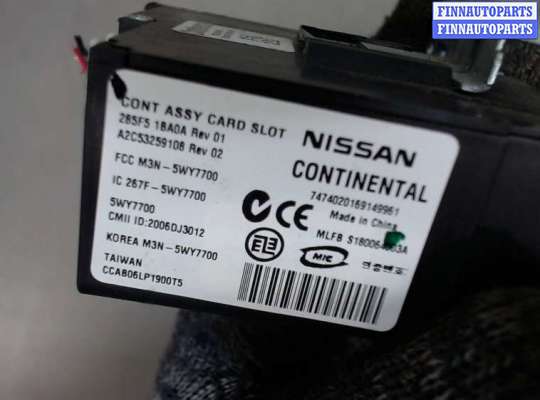 FINNAUTOPARTS
FINNAUTOPARTS
CONT ASSY CARD SLOT
285F5 1BA0A Rev 01
A2C53259108 Rev 02
FCC M3N-5WY7700
IC 267F-5WY7700
5WY7700
CMII ID:2006DJ3012
KOREA M3N-5WY7700
TAIWAN
CCAB06LP1900T5
NISSAN
CONTINENTAL
7474020169149961
Made in China
MLFB
CE
MIC